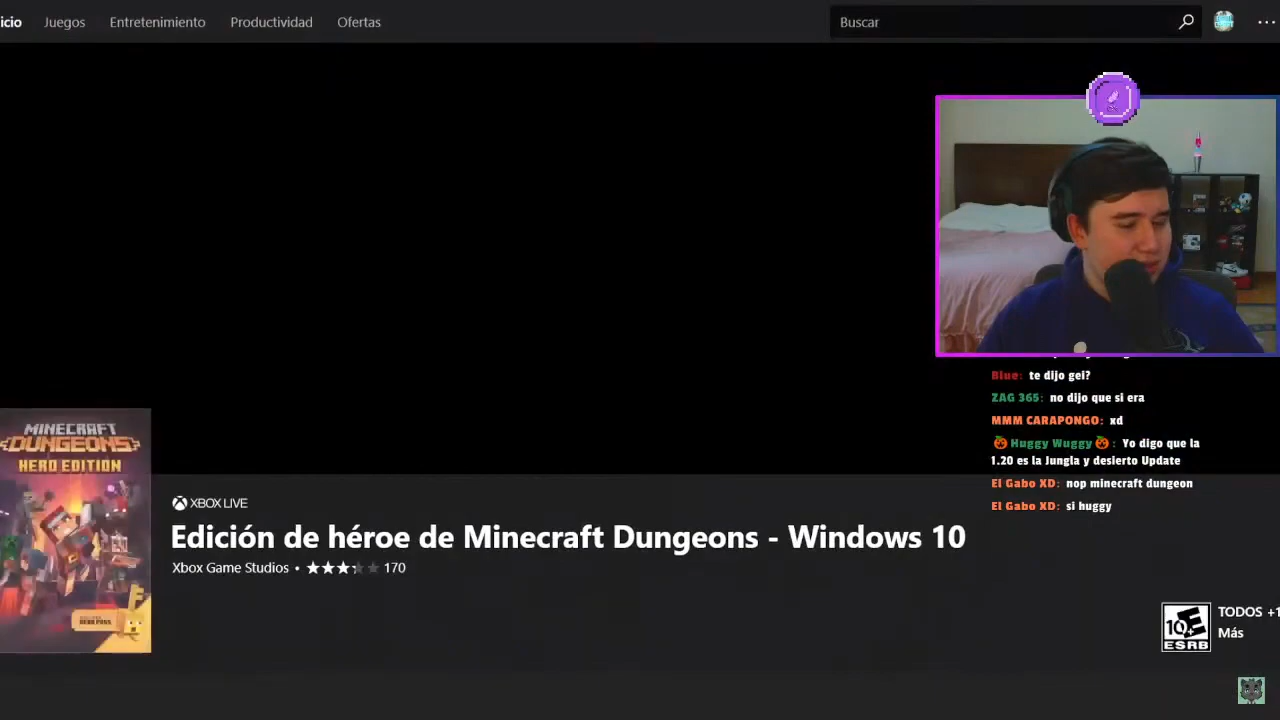 icio Juegos Entretenimiento Productividad Ofertas Buscar
Blue: te dijo gei?
ZAG 365: no dijo que si era
MMM CARAPONGO: xd
🎃Huggy Wuggy🎃: Yo digo que la
1.20 es la Jungla y desierto Update
El Gabo XD: nop minecraft dungeon
El Gabo XD: si huggy
MINECRAFT
DUNGEONS
HERO EDITION
XBOX LIVE
Edición de héroe de Minecraft Dungeons - Windows 10
Xbox Game Studios • 170
10+
ESRB
TODOS +1
Más